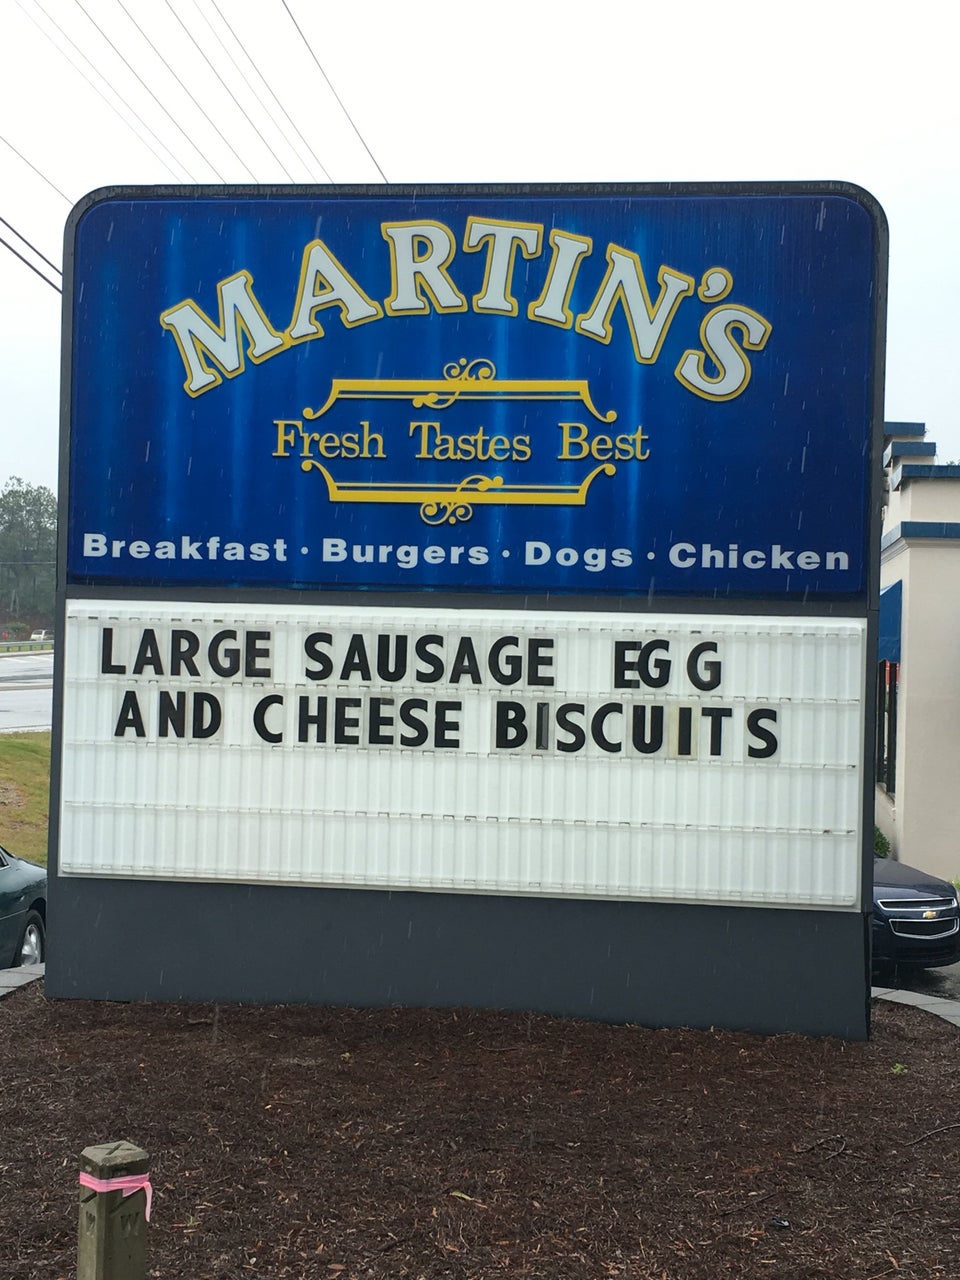 MARTIN'S
Fresh Tastes Best
Breakfast · Burgers · Dogs · Chicken
LARGE SAUSAGE EGG
AND CHEESE BISCUITS